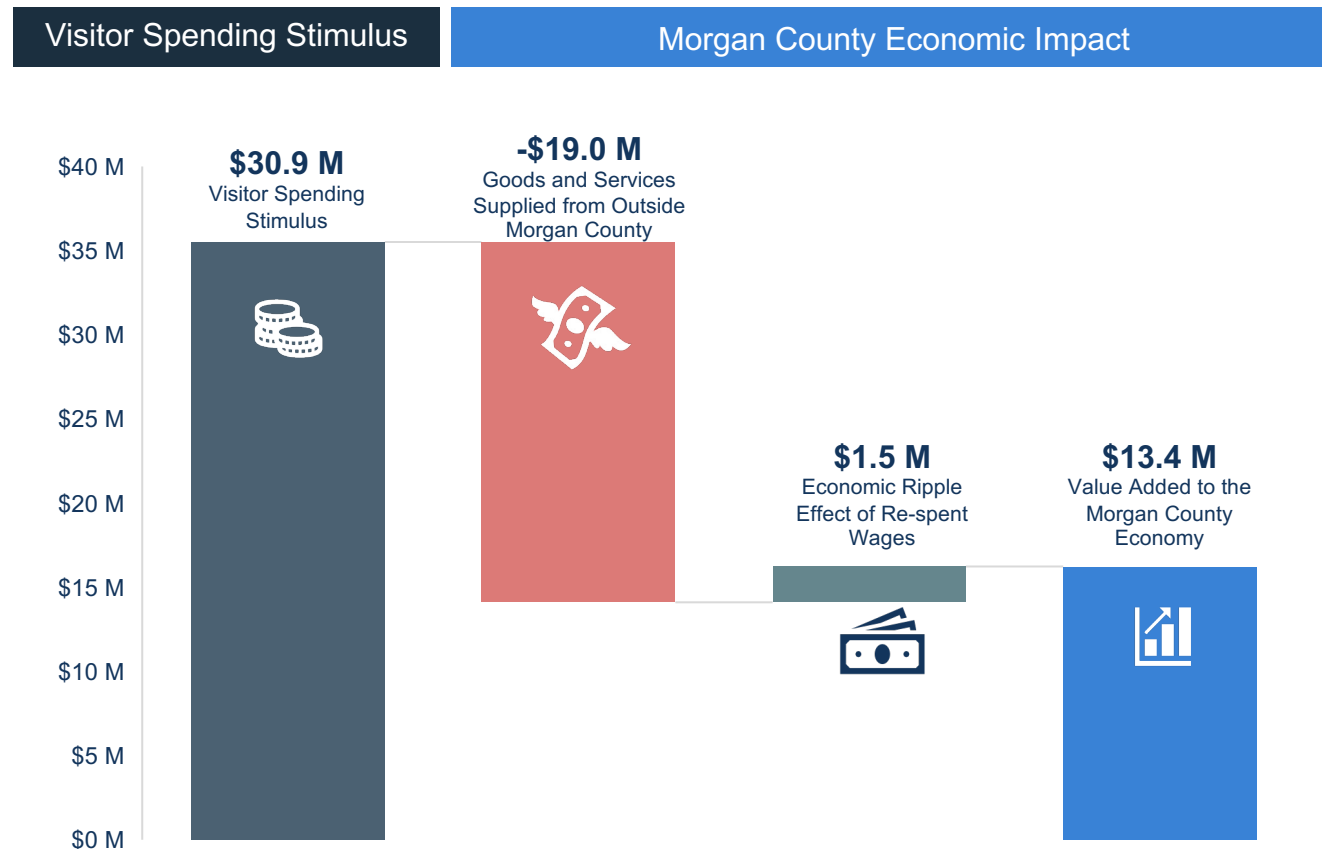 Visitor Spending Stimulus
Morgan County Economic Impact
$40 M
$35 M
$30 M
$25 M
$20 M
$15 M
$10 M
$5 M
$0 M
$30.9 M
Visitor Spending
Stimulus
-$19.0 M
Goods and Services
Supplied from Outside
Morgan County
$1.5 M
Economic Ripple
Effect of Re-spent
Wages
$13.4 M
Value Added to the
Morgan County
Economy